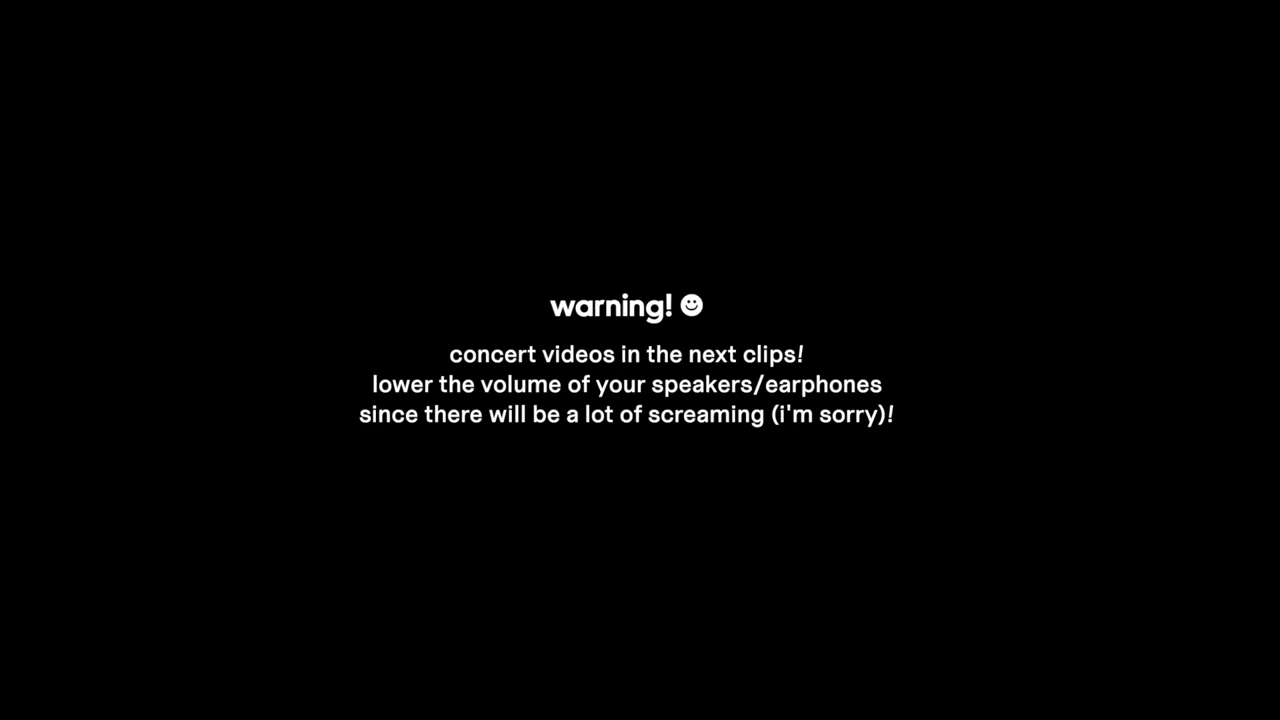 warning! ☻
concert videos in the next clips!
lower the volume of your speakers/earphones
since there will be a lot of screaming (i'm sorry)!